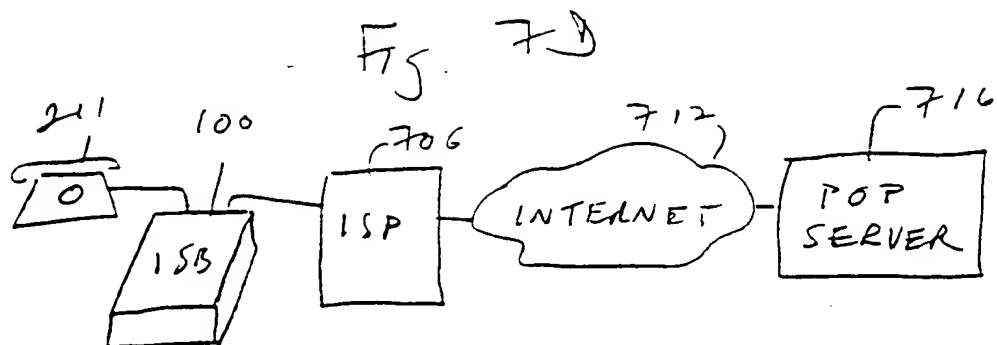 Fig. 7D
211
100
706
712
716
ISB
ISP
INTERNET
POP
SERVER